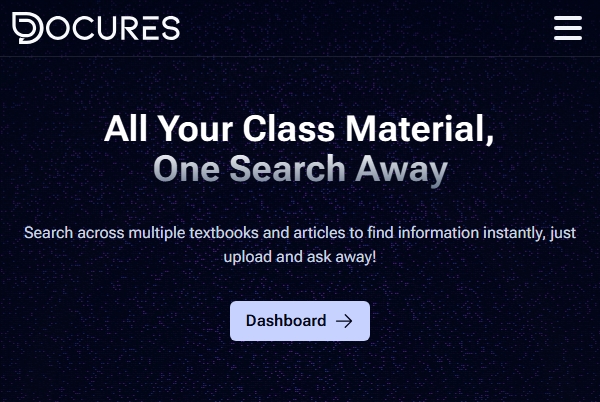 DOCURES
All Your Class Material,
One Search Away
Search across multiple textbooks and articles to find information instantly, just
upload and ask away!
Dashboard